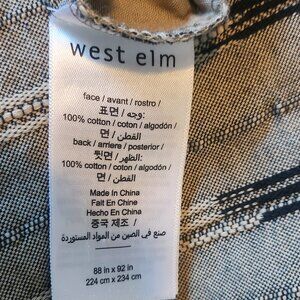 west elm
face / avant / rostro /
표면 / وجه:
100% cotton / coton / algodón /
면 / القطن /
back / arriere / posterior /
뒷면 / الظهر:
100% cotton / coton / algodón /
면 / القطن /
Made In China
Fait En Chine
Hecho En China
중국 제조 /
صنع في الصين من المواد المستوردة
88 in x 92 in
224 cm x 234 cm